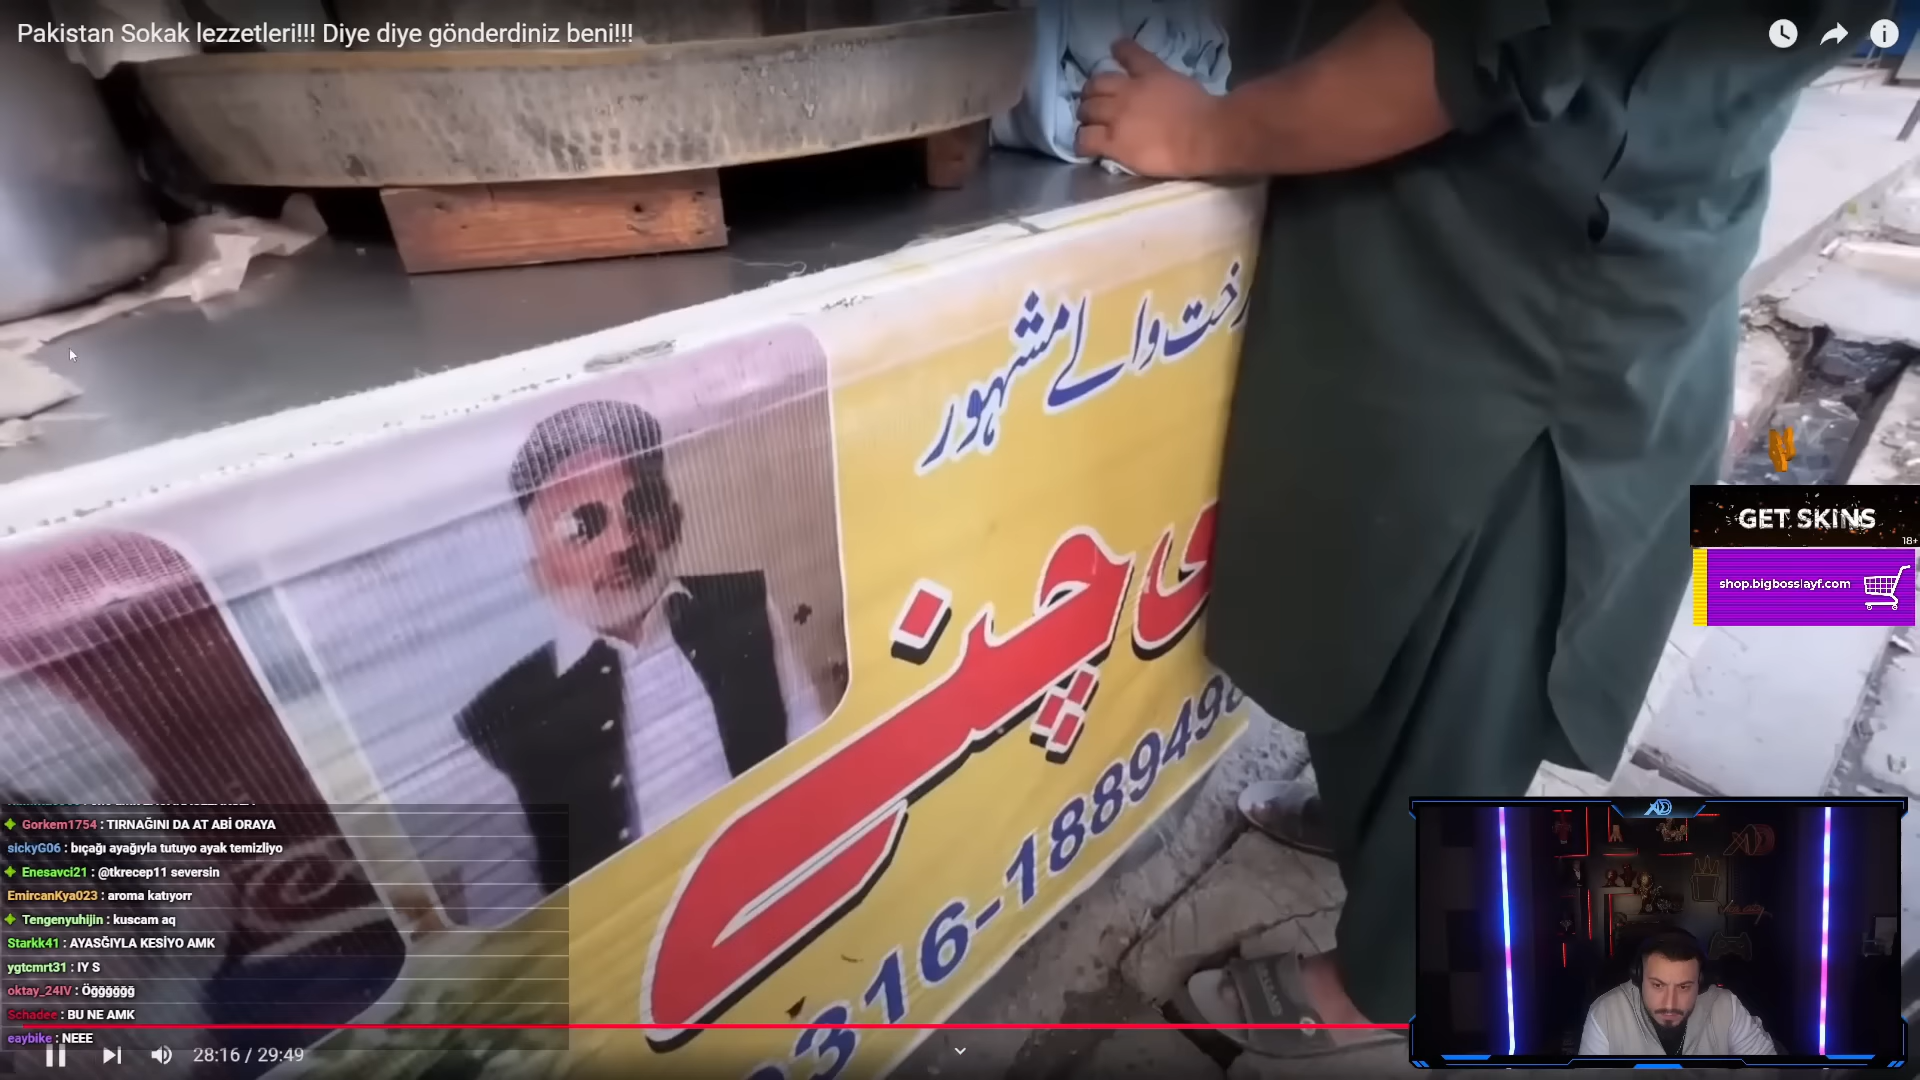 Pakistan Sokak lezzetleri!!! Diye diye gönderdiniz beni!!!
والے مشہور
چنے
0316-1889498
GET SKINS
18+
shop.bigbosslayf.com
Gorkem1754 : TIRNAĞINI DA AT ABİ ORAYA
sickyG06 : bıçağı ayağıyla tutuyo ayak temizliyo
Enesavci21 : @tkrecep11 seversin
EmircanKya023 : aroma katıyorr
Tengenyuhijin : kuscam aq
Starkk41 : AYASĞIYLA KESİYO AMK
ygtcmrt31 : IY S
oktay_24IV : Öğğğğğğ
Schadee : BU NE AMK
eaybike : NEEE
28:16 / 29:49